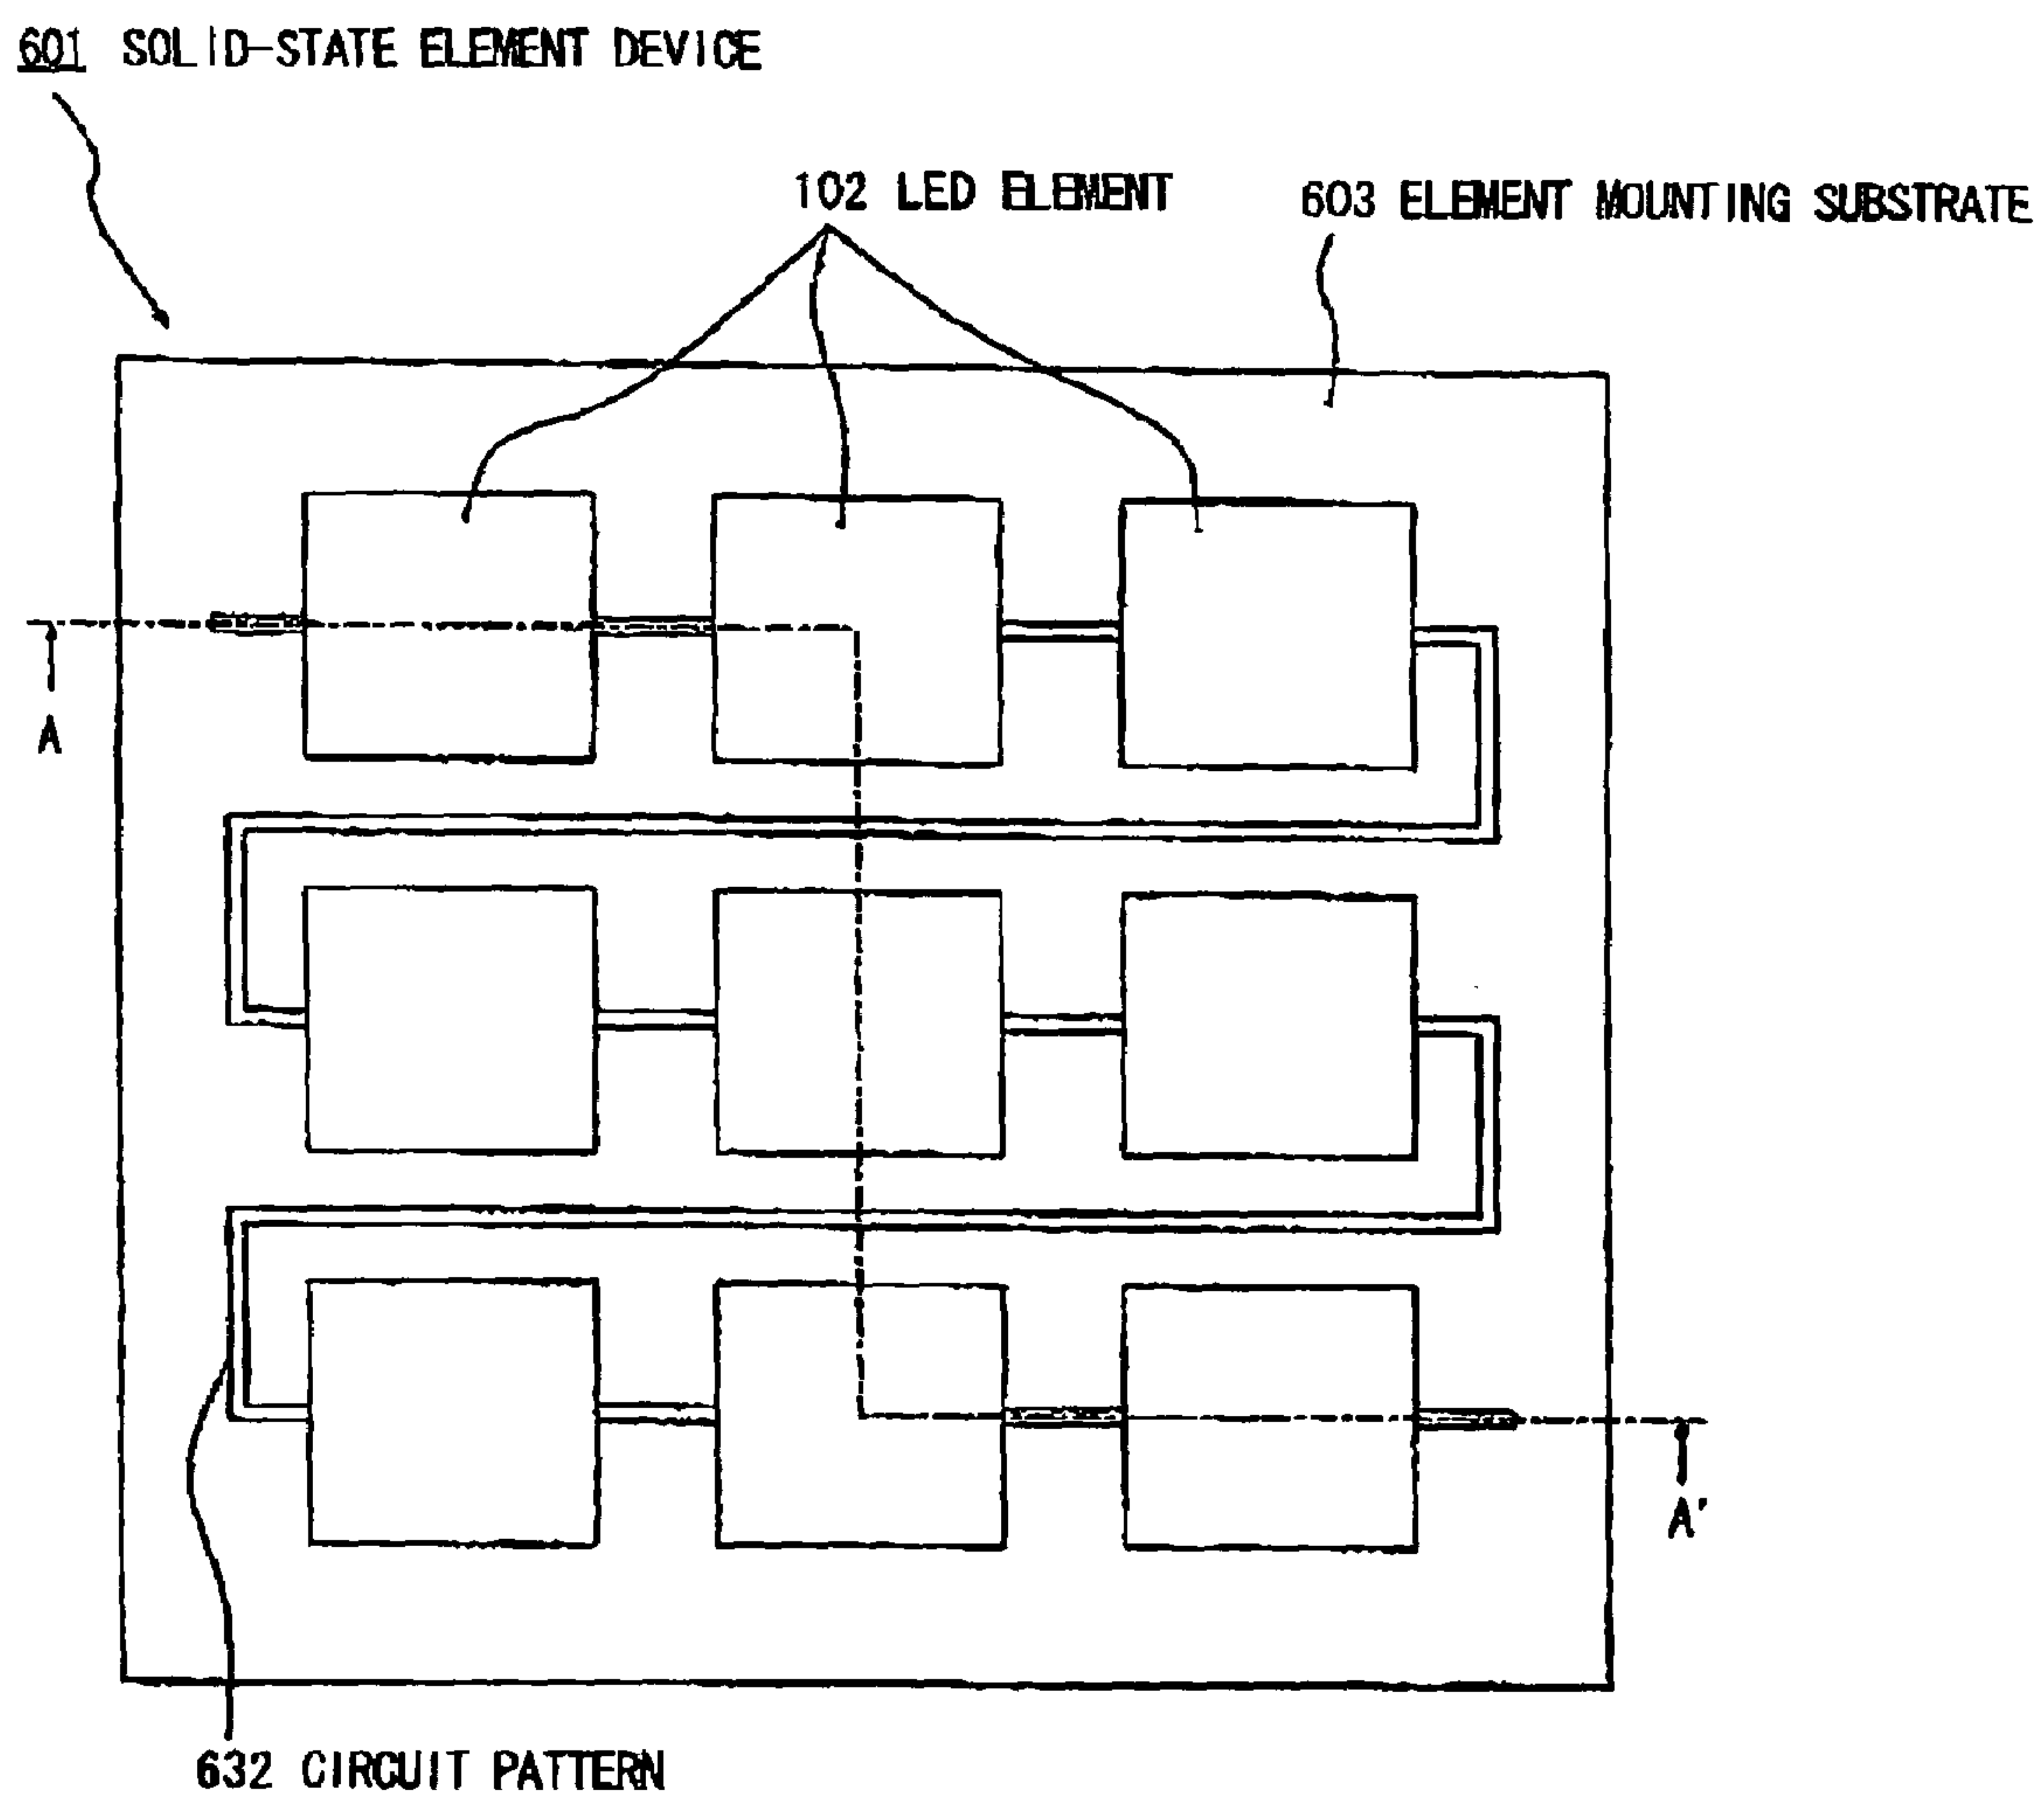 601 SOLID-STATE ELEMENT DEVICE
102 LED ELEMENT
603 ELEMENT MOUNTING SUBSTRATE
A
A'
632 CIRCUIT PATTERN